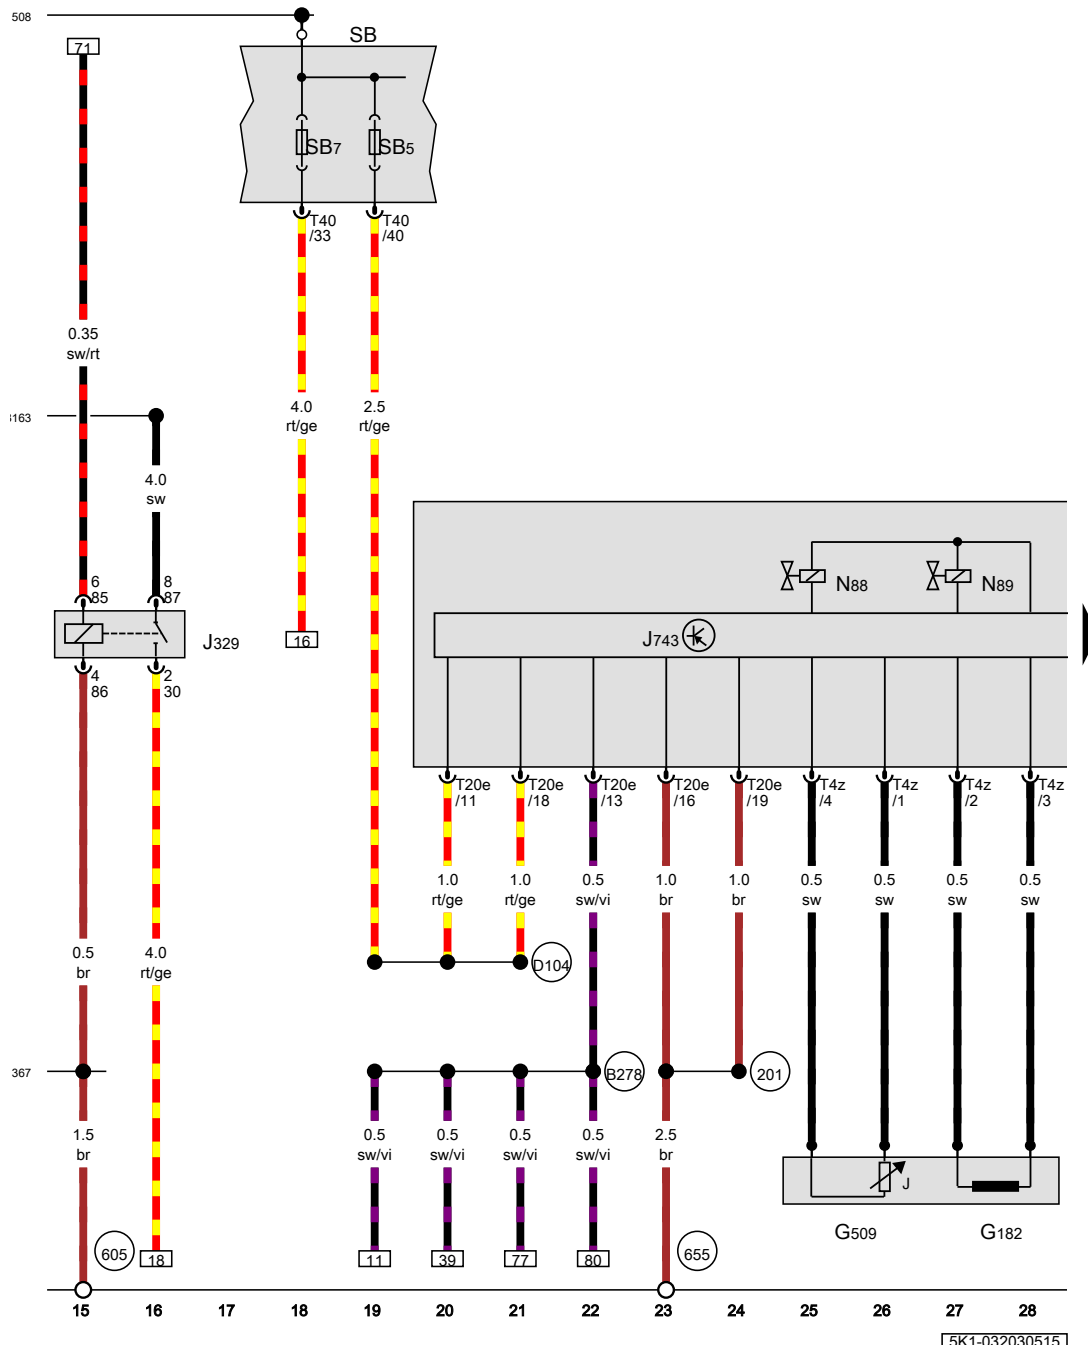 508
SB
71
SB7
SB5
T40
/33
T40
/40
0.35
sw/rt
163
4.0
rt/ge
2.5
rt/ge
4.0
sw
N88
N89
6
85
8
87
J329
16
J743
4
86
2
30
T20e
/11
T20e
/18
T20e
/13
T20e
/16
T20e
/19
T4z
/4
T4z
/1
T4z
/2
T4z
/3
1.0
rt/ge
1.0
rt/ge
0.5
sw/vi
1.0
br
1.0
br
0.5
sw
0.5
sw
0.5
sw
0.5
sw
0.5
br
4.0
rt/ge
D104
367
B278
201
1.5
br
0.5
sw/vi
0.5
sw/vi
0.5
sw/vi
0.5
sw/vi
2.5
br
J
G509
G182
605
18
11
39
77
80
655
15 16 17 18 19 20 21 22 23 24 25 26 27 28
5K1-032030515